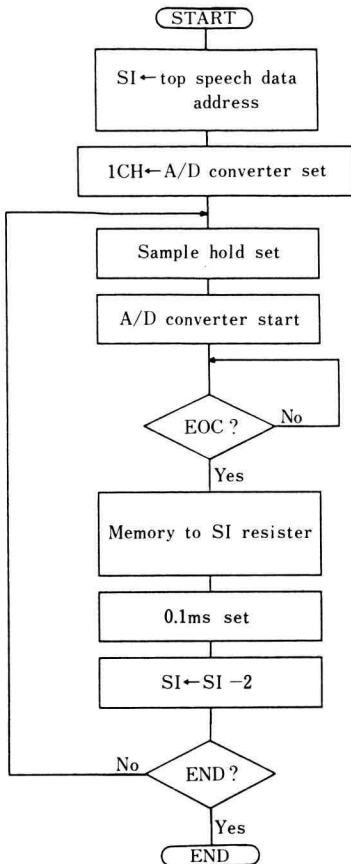 START
SI←top speech data
address
1CH←A/D converter set
Sample hold set
A/D converter start
EOC ?
No
Yes
Memory to SI resister
0.1ms set
SI←SI −2
No
END ?
Yes
END